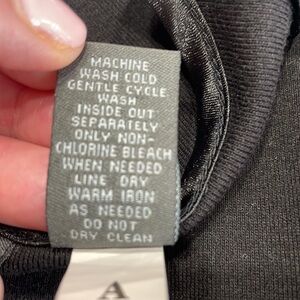 MACHINE
WASH COLD
GENTLE CYCLE
WASH
INSIDE OUT
SEPARATELY
ONLY NON-
CHLORINE BLEACH
WHEN NEEDED
LINE DRY
WARM IRON
AS NEEDED
DO NOT
DRY CLEAN
A